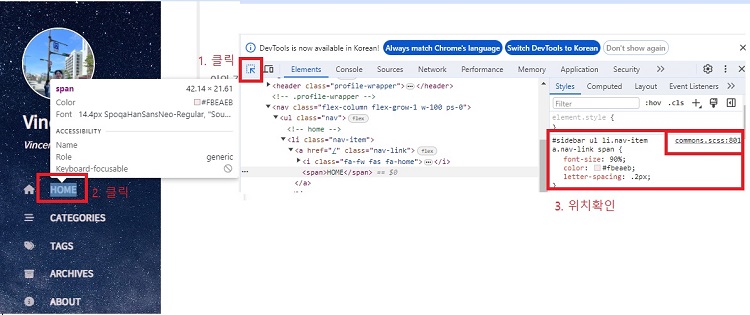 1. 클릭
span 42.14 × 21.61
Color #FBEAEB
Font 14.4px SpoqaHanSansNeo-Regular, "Sou...
ACCESSIBILITY
Name
Role generic
Keyboard-focusable
Vin
Vincer
HOME
2. 클릭
CATEGORIES
TAGS
ARCHIVES
ABOUT
DevTools is now available in Korean!
Always match Chrome's language
Switch DevTools to Korean
Don't show again
Elements Console Sources Network Performance Memory Application Security »
<header class="profile-wrapper">⋯</header>
<!-- .profile-wrapper -->
<nav class="flex-column flex-grow-1 w-100 ps-0">
<ul class="nav"> flex
<!-- home -->
<li class="nav-item">
<a href="/" class="nav-link"> flex
<i class="fa-fw fas fa-home">⋯</i>
<span>HOME</span> == $0
</a>
</li>
Styles Computed Layout Event Listeners »
Filter :hov .cls +
element.style {
}
#sidebar ul li.nav-item commons.scss:801
a.nav-link span {
font-size: 90%;
color: #fbeaeb;
letter-spacing: .2px;
}
3. 위치확인